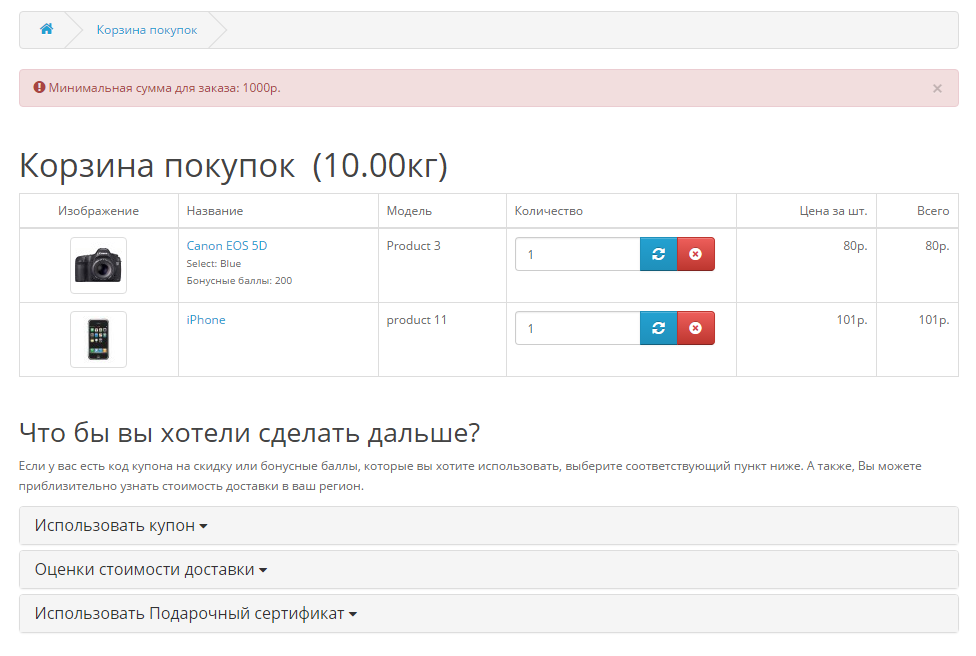 Корзина покупок
Минимальная сумма для заказа: 1000р. ×
Корзина покупок (10.00кг)
Изображение Название Модель Количество Цена за шт. Всего
Canon EOS 5D Product 3 1 80р. 80р.
Select: Blue
Бонусные баллы: 200
iPhone product 11 1 101р. 101р.
Что бы вы хотели сделать дальше?
Если у вас есть код купона на скидку или бонусные баллы, которые вы хотите использовать, выберите соответствующий пункт ниже. А также, Вы можете
приблизительно узнать стоимость доставки в ваш регион.
Использовать купон
Оценки стоимости доставки
Использовать Подарочный сертификат